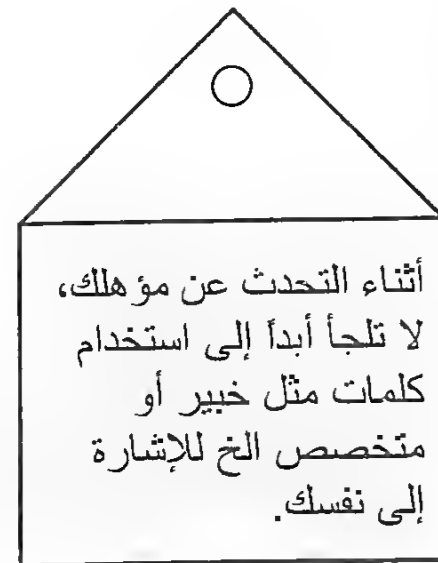 أثناء التحدث عن مؤهلك،
لا تلجأ أبداً إلى استخدام
كلمات مثل خبير أو
متخصص الخ للإشارة
إلى نفسك.